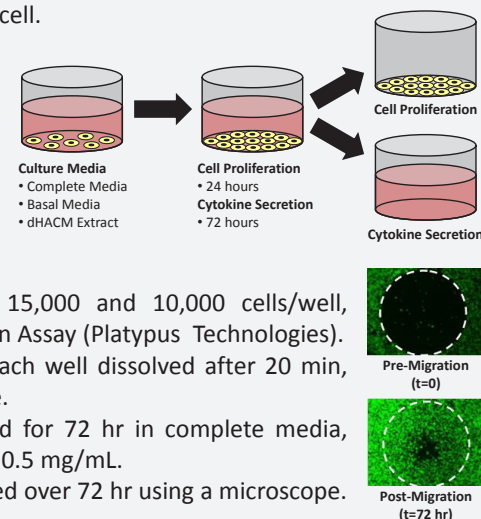 cell.
Cell Proliferation
Culture Media
• Complete Media
• Basal Media
• dHACM Extract
Cell Proliferation
• 24 hours
Cytokine Secretion
• 72 hours
Cytokine Secretion
15,000 and 10,000 cells/well,
n Assay (Platypus Technologies).
ach well dissolved after 20 min,
e.
d for 72 hr in complete media,
0.5 mg/mL.
ed over 72 hr using a microscope.
Pre-Migration
(t=0)
Post-Migration
(t=72 hr)